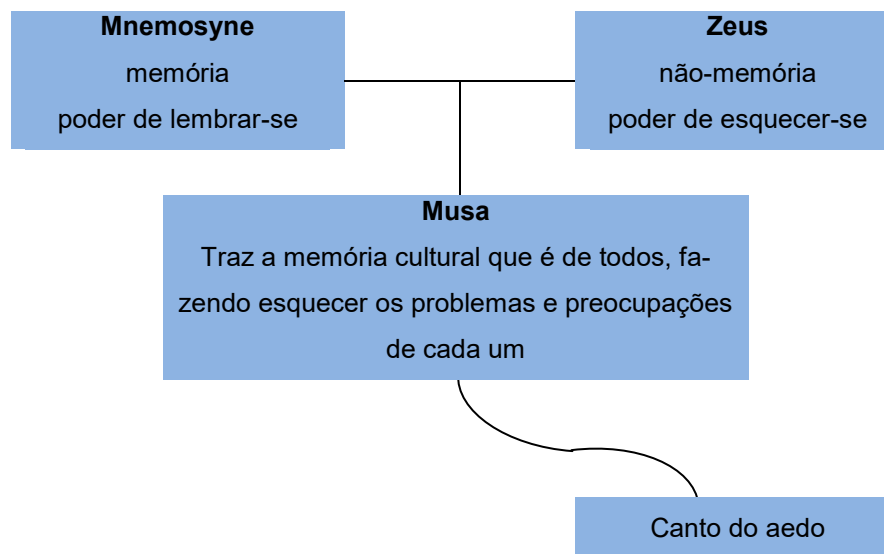 Mnemosyne
memória
poder de lembrar-se
Zeus
não-memória
poder de esquecer-se
Musa
Traz a memória cultural que é de todos, fa-
zendo esquecer os problemas e preocupações
de cada um
Canto do aedo